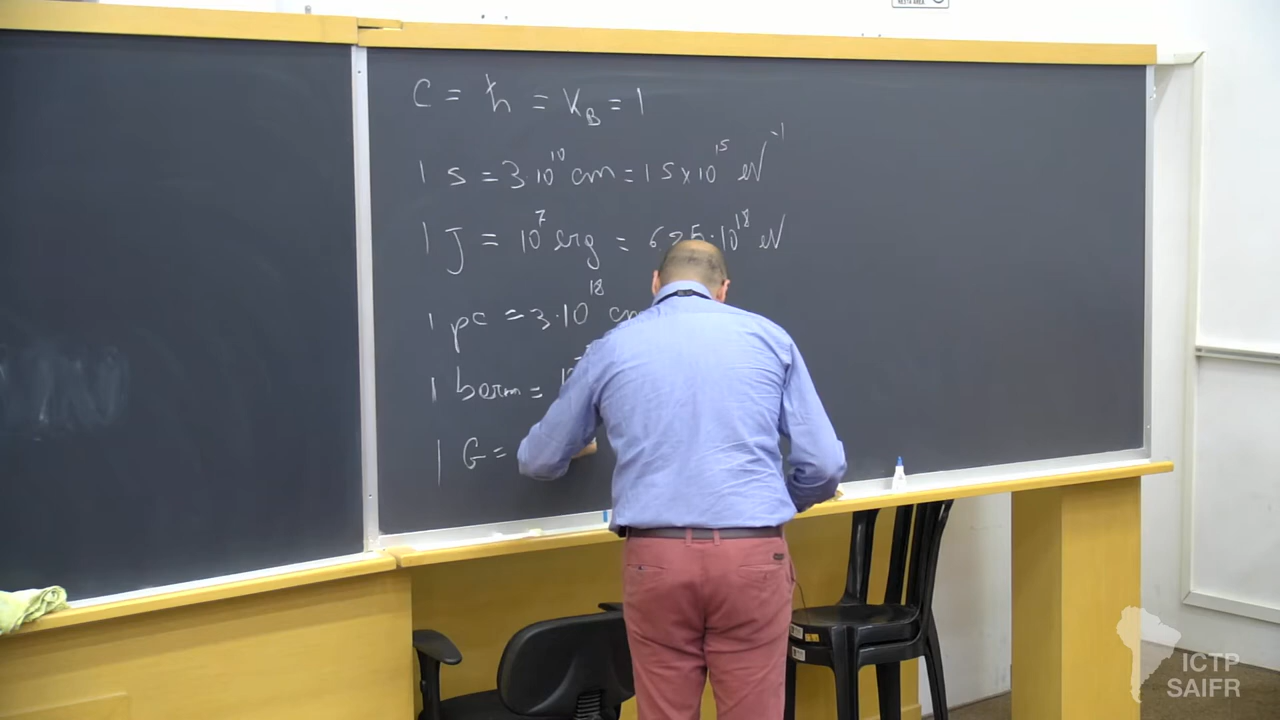 c = ħ = K_B = 1
1 s = 3·10^10 cm = 1.5×10^15 eV^-1
1 J = 10^7 erg = 6.25·10^18 eV
1 pc = 3·10^18 cm
1 barn =
1 G =
ICTP
SAIFR